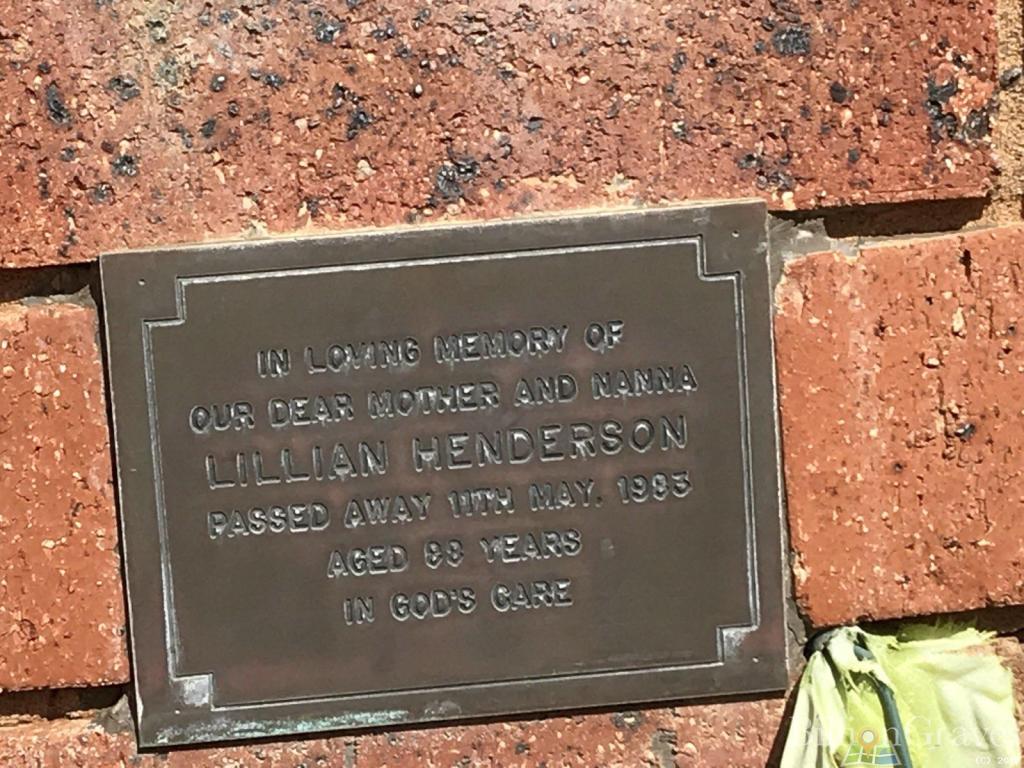 IN LOVING MEMORY OF
OUR DEAR MOTHER AND NANNA
LILLIAN HENDERSON
PASSED AWAY 11TH MAY,
AGED 88 YEARS
IN GOD'S CARE
BillionGraves